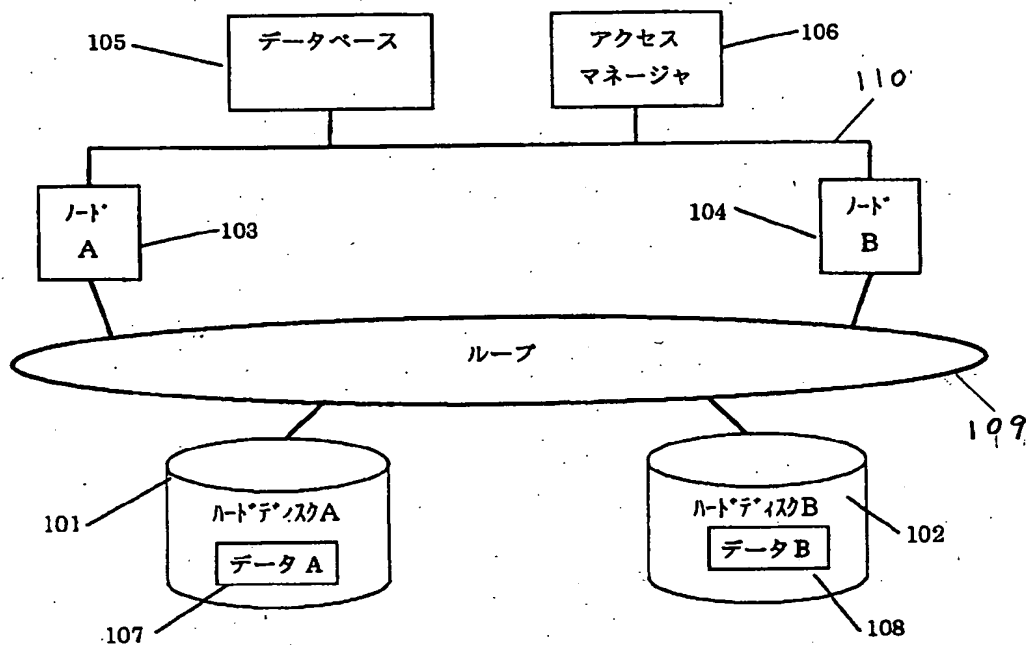 105
データベース
アクセス
マネージャ
106
110
ﾉｰﾄﾞ
A
103
104
ﾉｰﾄﾞ
B
ループ
109
101
ﾊｰﾄﾞﾃﾞｨｽｸA
データA
107
ﾊｰﾄﾞﾃﾞｨｽｸB
データB
102
108